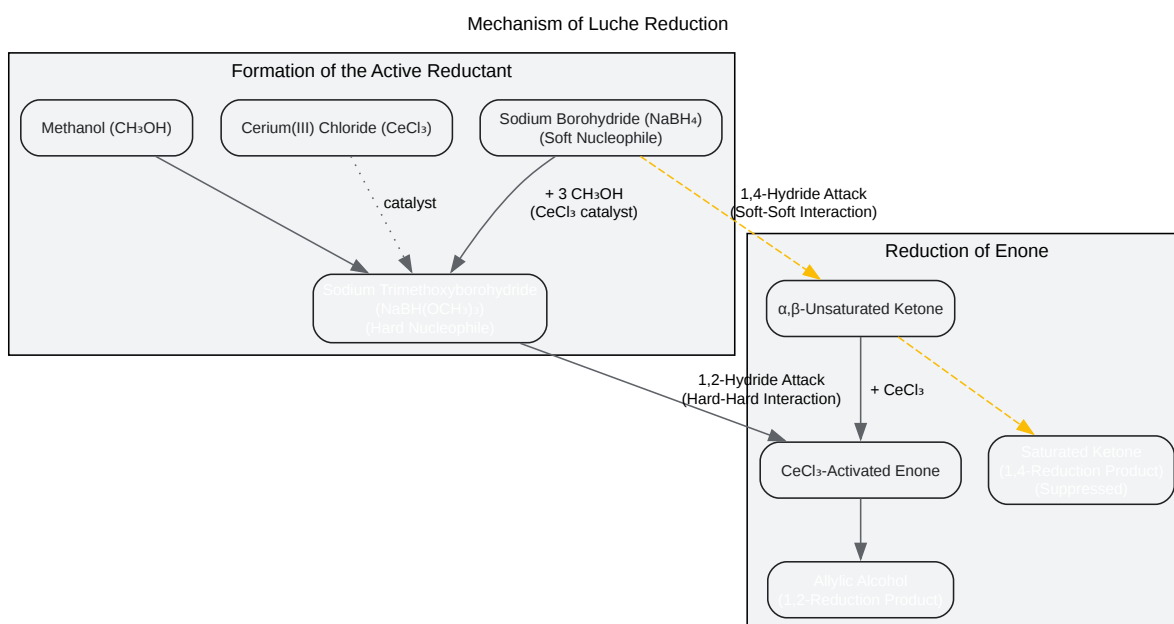 Mechanism of Luche Reduction
Formation of the Active Reductant
Methanol (CH₃OH)
Cerium(III) Chloride (CeCl₃)
Sodium Borohydride (NaBH₄)
(Soft Nucleophile)
catalyst
+ 3 CH₃OH
(CeCl₃ catalyst)
1,4-Hydride Attack
(Soft-Soft Interaction)
Sodium Trimethoxyborohydride
(NaBH(OCH₃)₃)
(Hard Nucleophile)
Reduction of Enone
α,β-Unsaturated Ketone
1,2-Hydride Attack
(Hard-Hard Interaction)
+ CeCl₃
CeCl₃-Activated Enone
Saturated Ketone
(1,4-Reduction Product)
(Suppressed)
Allylic Alcohol
(1,2-Reduction Product)